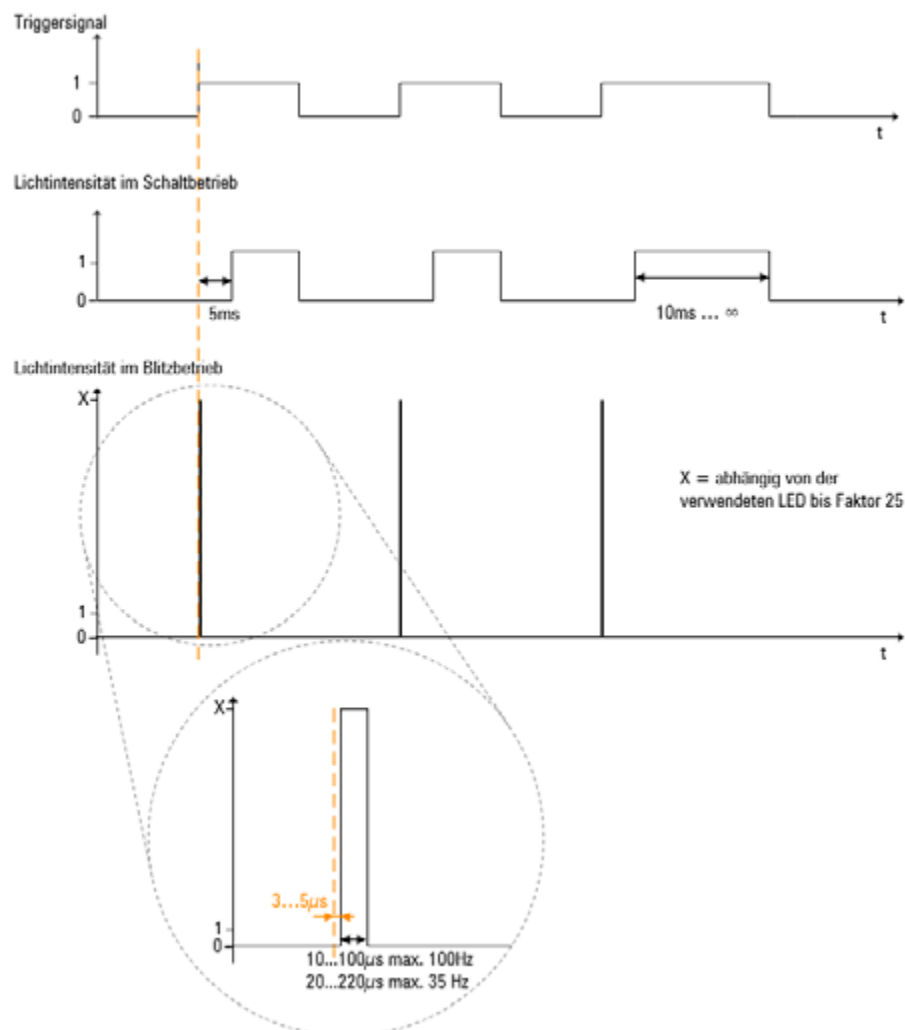 Triggersignal
1
0
t
Lichtintensität im Schaltbetrieb
1
0
5ms
10ms ... ∞
t
Lichtintensität im Blitzbetrieb
X
X = abhängig von der
verwendeten LED bis Faktor 25
1
0
t
X
3...5µs
1
0
10...100µs max. 100Hz
20...220µs max. 35 Hz